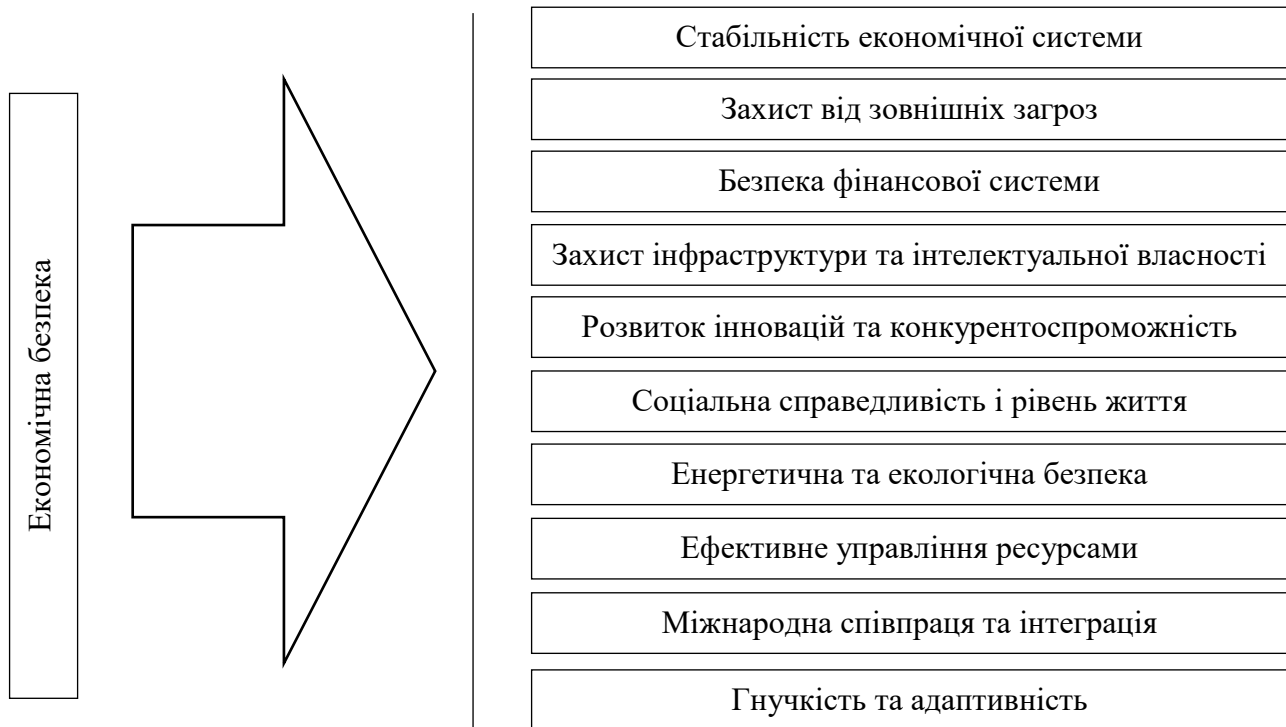 Економічна безпека
Стабільність економічної системи
Захист від зовнішніх загроз
Безпека фінансової системи
Захист інфраструктури та інтелектуальної власності
Розвиток інновацій та конкурентоспроможність
Соціальна справедливість і рівень життя
Енергетична та екологічна безпека
Ефективне управління ресурсами
Міжнародна співпраця та інтеграція
Гнучкість та адаптивність